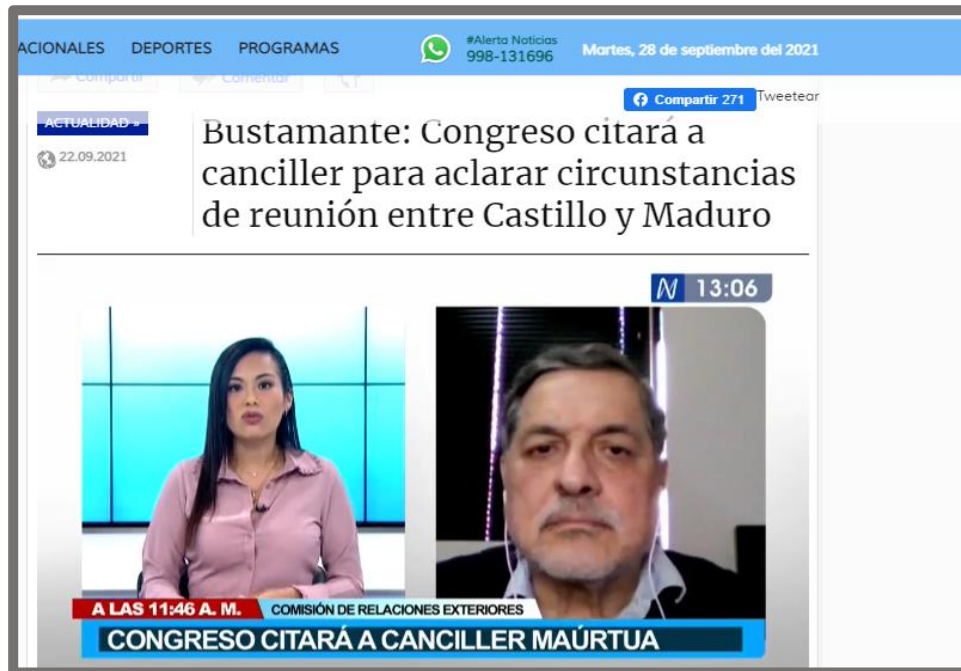 ACIONALES DEPORTES PROGRAMAS
#Alerta Noticias
998-131696
Martes, 28 de septiembre del 2021
Compartir Comentar
Compartir 271 Tweetear
ACTUALIDAD »
22.09.2021
Bustamante: Congreso citará a
canciller para aclarar circunstancias
de reunión entre Castillo y Maduro
N 13:06
A LAS 11:46 A. M. COMISIÓN DE RELACIONES EXTERIORES
CONGRESO CITARÁ A CANCILLER MAÚRTUA